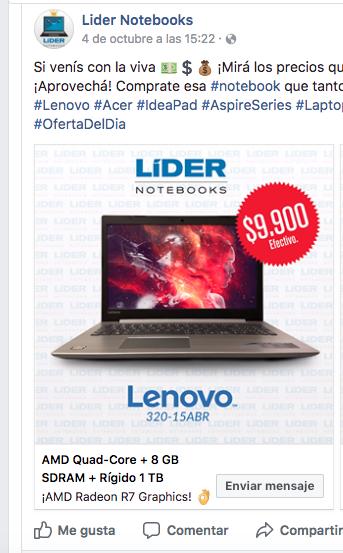 LIDER
Lider Notebooks
4 de octubre a las 15:22 ·
Si venís con la viva 💵 💲 💰 ¡Mirá los precios qu
¡Aprovechá! Comprate esa #notebook que tanto
#Lenovo #Acer #IdeaPad #AspireSeries #Laptop
#OfertaDelDia
LíDER
NOTEBOOKS
$9.900
Efectivo.
Lenovo™
320-15ABR
AMD Quad-Core + 8 GB
SDRAM + Rígido 1 TB
¡AMD Radeon R7 Graphics! 👌
Enviar mensaje
Me gusta
Comentar
Compartir